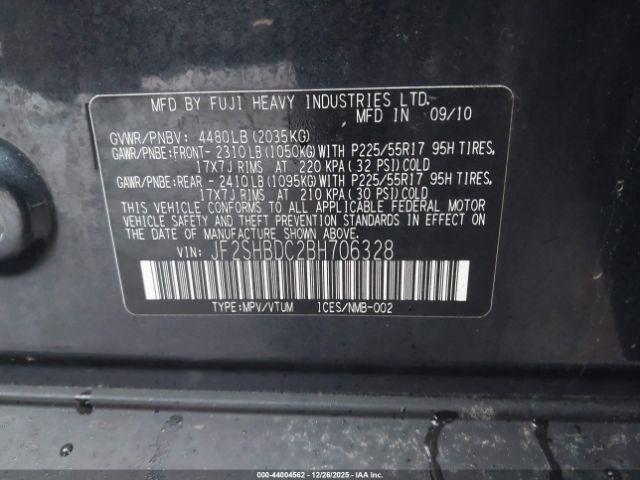 MFD BY FUJI HEAVY INDUSTRIES LTD.
MFD IN 09/10
GVWR/PNBV: 4480LB(2035KG)
GAWR/PNBE:FRONT- 2310LB(1050KG)WITH P225/55R17 95H TIRES,
17X7J RIMS AT 220 KPA(32 PSI)COLD
GAWR/PNBE:REAR - 2410LB(1095KG)WITH P225/55R17 95H TIRES,
17X7J RIMS AT 210 KPA(30 PSI)COLD
THIS VEHICLE CONFORMS TO ALL APPLICABLE FEDERAL MOTOR
VEHICLE SAFETY AND THEFT PREVENTION STANDARDS IN EFFECT
ON THE DATE OF MANUFACTURE SHOWN ABOVE.
VIN: JF2SHBDC2BH706328
TYPE:MPV/VTUM ICES/NMB-002
000-44004562 - 12/26/2025 - IAAI.COM